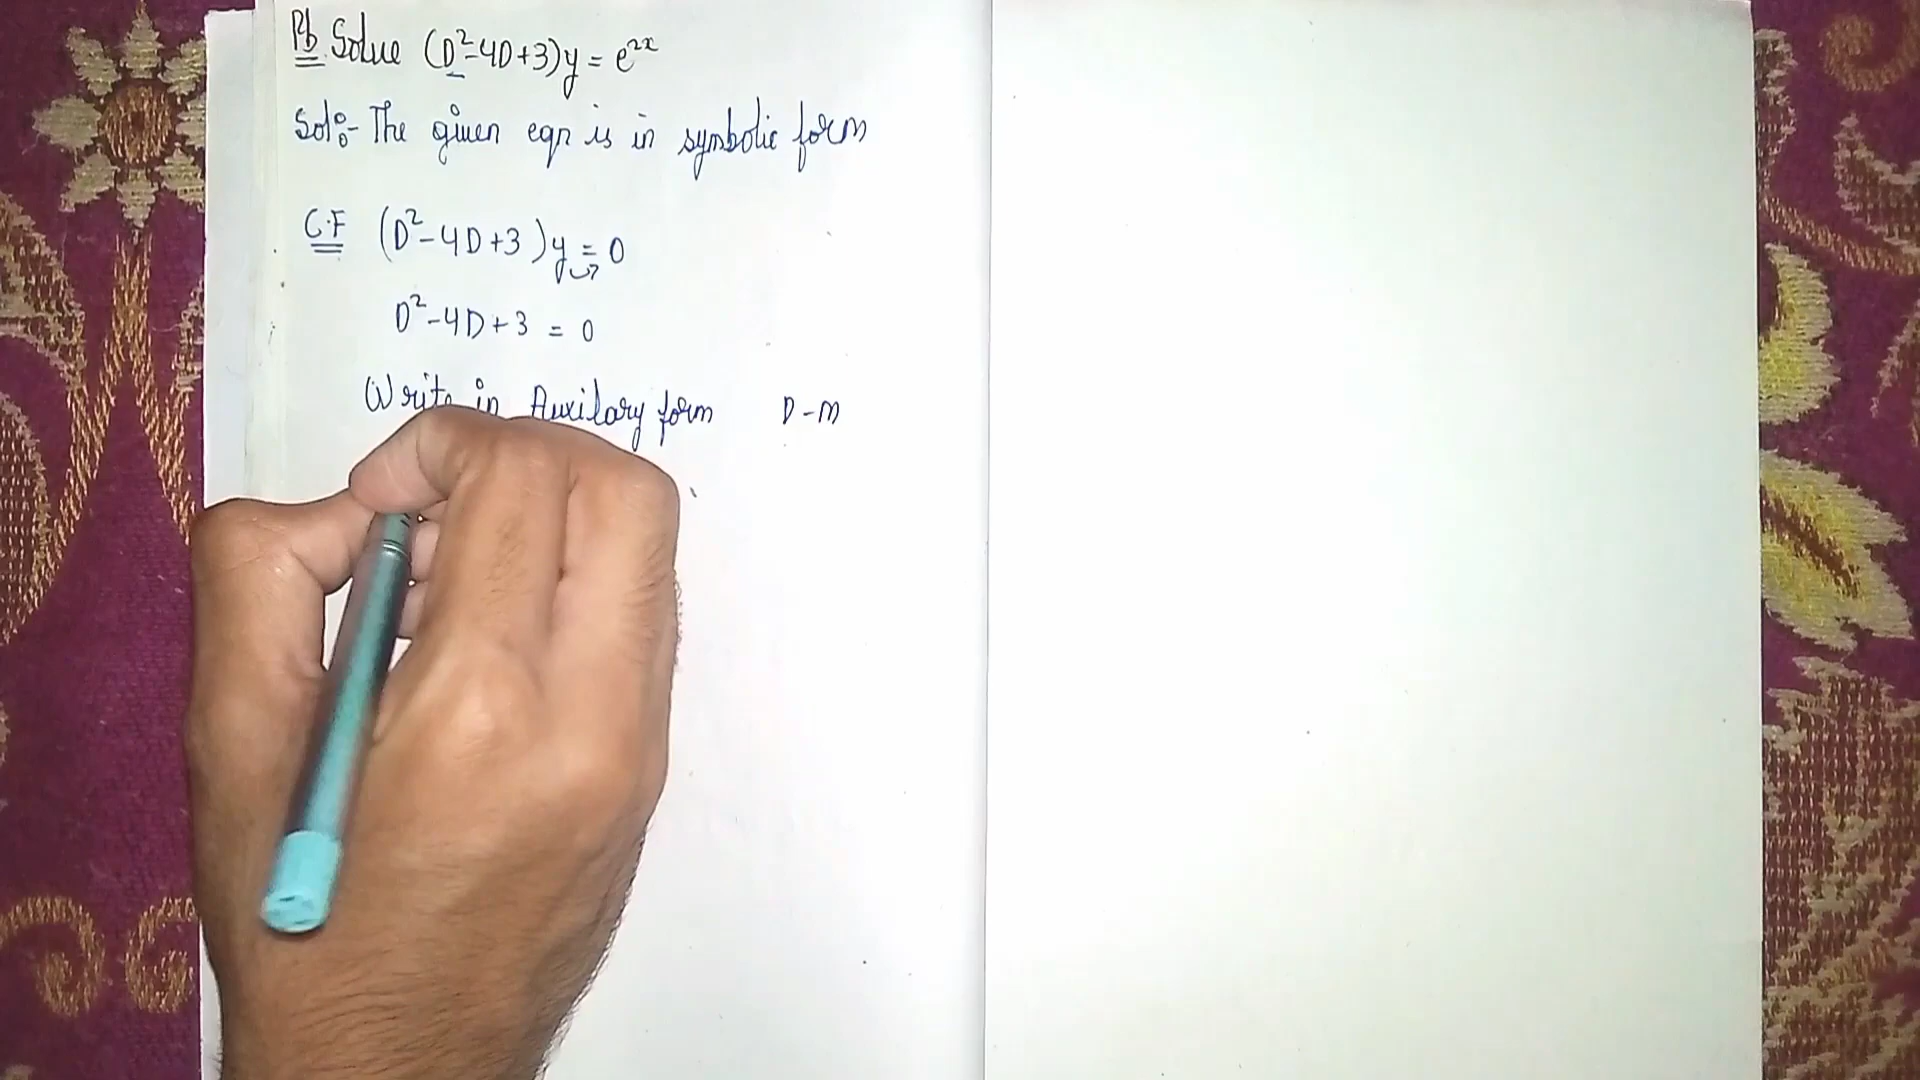 Pb. Solve (D²-4D+3)y = e²ˣ
Sol:- The given eqn is in symbolic form
C.F (D²-4D+3)y = 0
D²-4D+3 = 0
Write in Auxilary form D-m